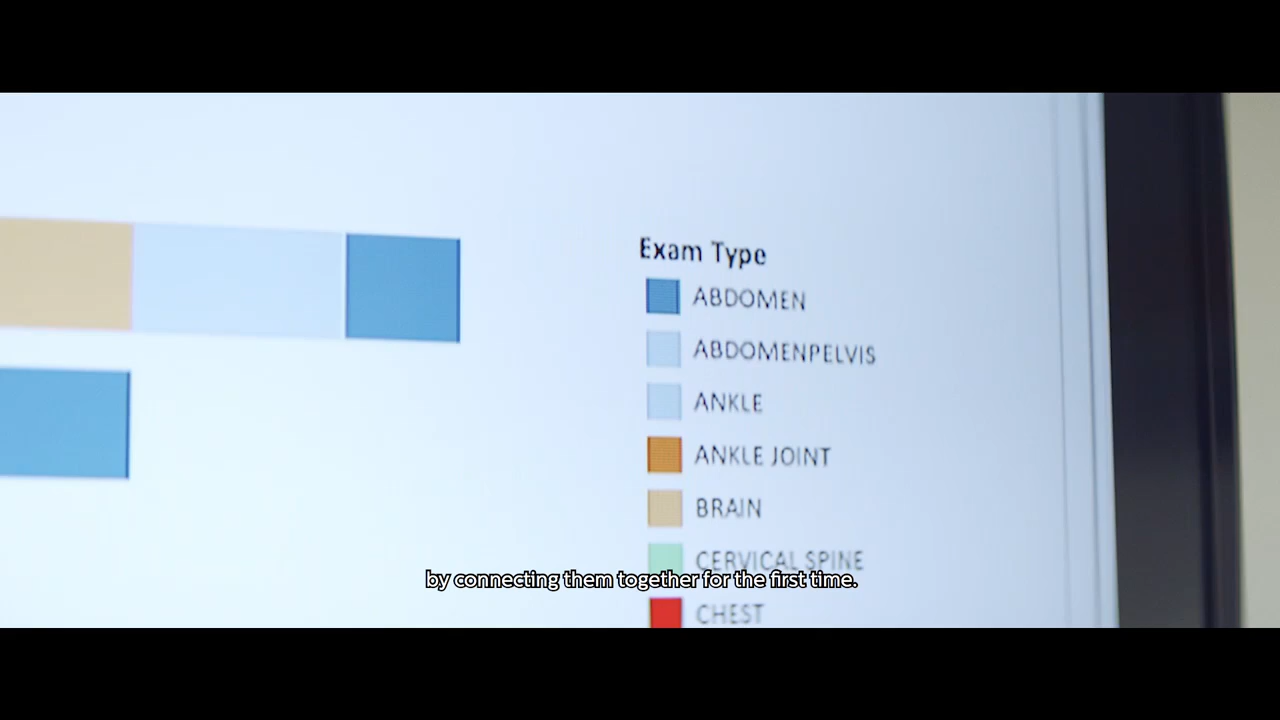 Exam Type
ABDOMEN
ABDOMENPELVIS
ANKLE
ANKLE JOINT
BRAIN
CERVICAL SPINE
by connecting them together for the first time.
CHEST